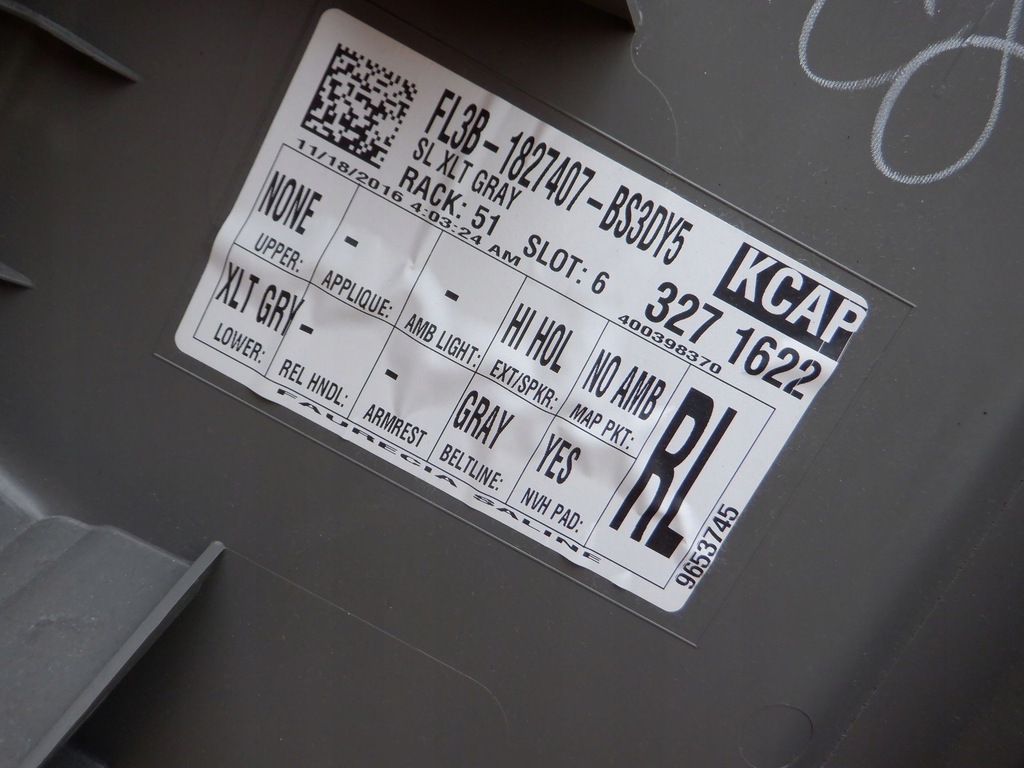 FL3B-1827407-BS3DY5
SL XLT GRAY
RACK: 51 SLOT: 6
11/18/2016 4:03:24 AM
KCAP
327 1622
400398370
NONE
UPPER:
-
APPLIQUE:
-
AMB LIGHT:
HI HOL
EXT/SPKR:
NO AMB
MAP PKT:
XLT GRY
LOWER:
-
REL HNDL:
-
ARMREST
GRAY
BELTLINE:
YES
NVH PAD:
RL
FAURECIA SALINE
9653745